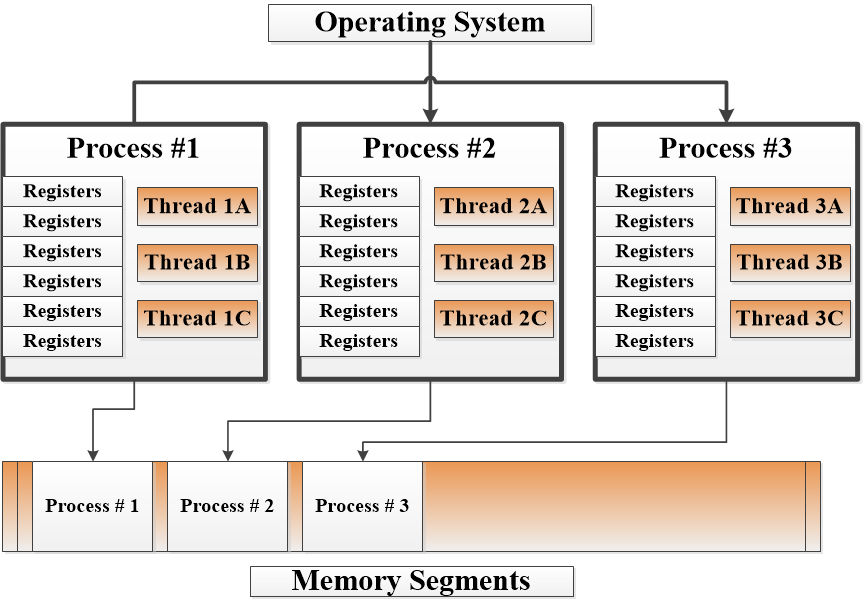 Operating System
Process #1
Registers
Registers
Registers
Registers
Registers
Registers
Thread 1A
Thread 1B
Thread 1C
Process #2
Registers
Registers
Registers
Registers
Registers
Registers
Thread 2A
Thread 2B
Thread 2C
Process #3
Registers
Registers
Registers
Registers
Registers
Registers
Thread 3A
Thread 3B
Thread 3C
Process # 1
Process # 2
Process # 3
Memory Segments